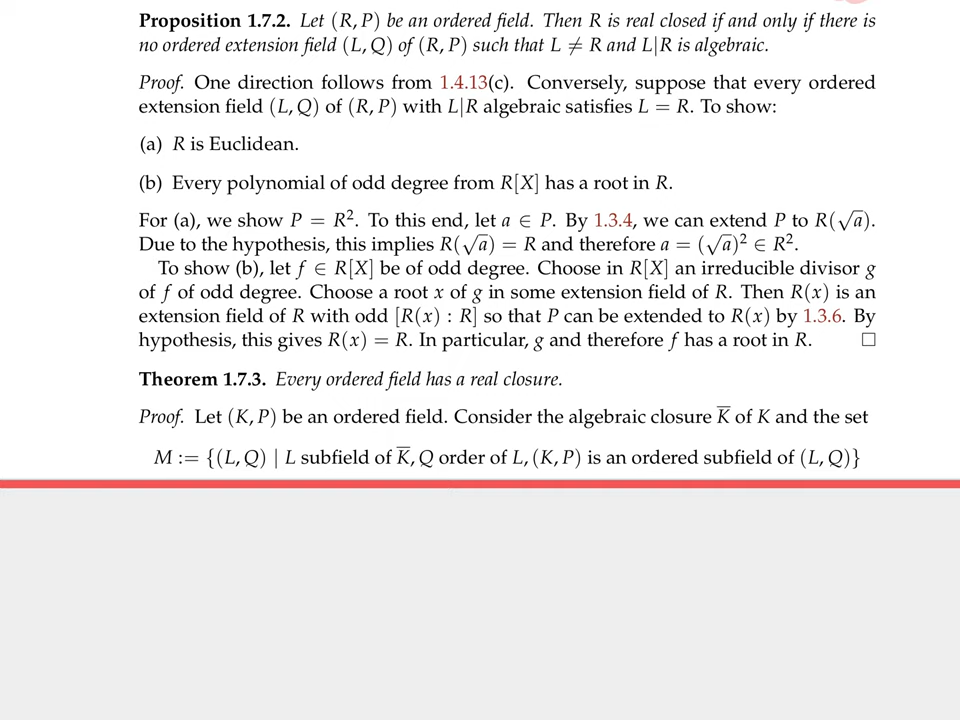 Proposition 1.7.2. Let (R, P) be an ordered field. Then R is real closed if and only if there is
no ordered extension field (L, Q) of (R, P) such that L ≠ R and L|R is algebraic.
Proof. One direction follows from 1.4.13(c). Conversely, suppose that every ordered
extension field (L, Q) of (R, P) with L|R algebraic satisfies L = R. To show:
(a) R is Euclidean.
(b) Every polynomial of odd degree from R[X] has a root in R.
For (a), we show P = R². To this end, let a ∈ P. By 1.3.4, we can extend P to R(√a).
Due to the hypothesis, this implies R(√a) = R and therefore a = (√a)² ∈ R².
To show (b), let f ∈ R[X] be of odd degree. Choose in R[X] an irreducible divisor g
of f of odd degree. Choose a root x of g in some extension field of R. Then R(x) is an
extension field of R with odd [R(x) : R] so that P can be extended to R(x) by 1.3.6. By
hypothesis, this gives R(x) = R. In particular, g and therefore f has a root in R. □
Theorem 1.7.3. Every ordered field has a real closure.
Proof. Let (K, P) be an ordered field. Consider the algebraic closure K̅ of K and the set
M := {(L, Q) | L subfield of K̅, Q order of L, (K, P) is an ordered subfield of (L, Q)}